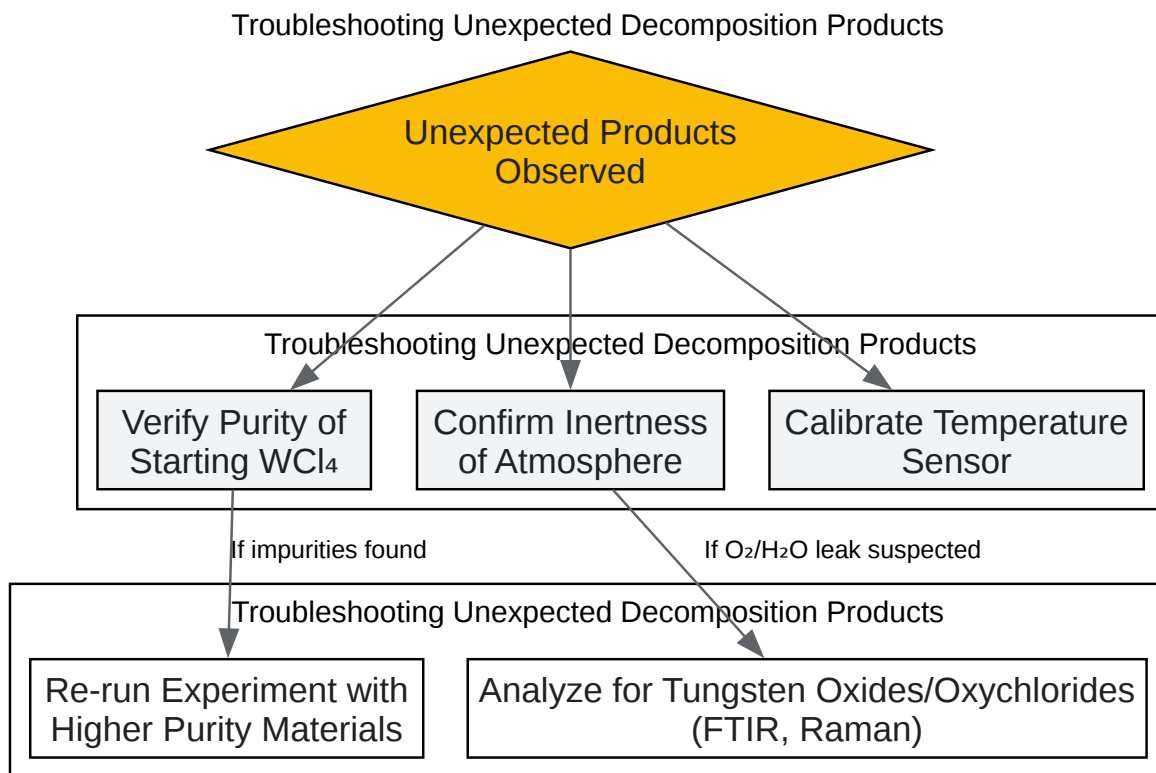 Troubleshooting Unexpected Decomposition Products
Unexpected Products
Observed
Troubleshooting Unexpected Decomposition Products
Verify Purity of
Starting WCl₄
Confirm Inertness
of Atmosphere
Calibrate Temperature
Sensor
If impurities found
If O₂/H₂O leak suspected
Troubleshooting Unexpected Decomposition Products
Re-run Experiment with
Higher Purity Materials
Analyze for Tungsten Oxides/Oxychlorides
(FTIR, Raman)